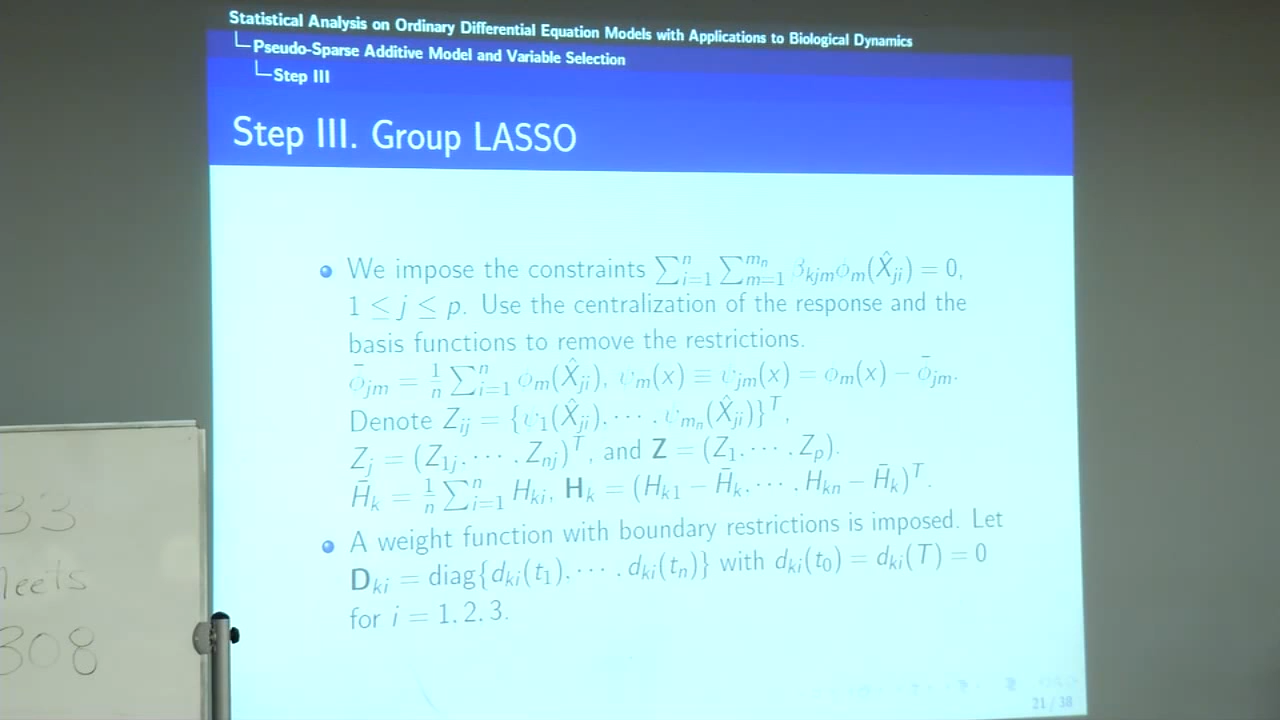 Statistical Analysis on Ordinary Differential Equation Models with Applications to Biological Dynamics
Pseudo-Sparse Additive Model and Variable Selection
Step III
Step III. Group LASSO
We impose the constraints ∑_{i=1}^{n} ∑_{m=1}^{m_n} β_{kjm}φ_m(X̂_{ji}) = 0,
1 ≤ j ≤ p. Use the centralization of the response and the
basis functions to remove the restrictions.
φ̄_{jm} = 1/n ∑_{i=1}^{n} φ_m(X̂_{ji}), ψ_m(x) ≡ ψ_{jm}(x) = φ_m(x) − φ̄_{jm}.
Denote Z_{ij} = {ψ_1(X̂_{ji}), ⋯ , ψ_{m_n}(X̂_{ji})}^T,
Z_j = (Z_{1j}, ⋯ , Z_{nj})^T, and Z = (Z_1, ⋯ , Z_p).
H̄_k = 1/n ∑_{i=1}^{n} H_{ki}, H_k = (H_{k1} − H̄_k, ⋯ , H_{kn} − H̄_k)^T.
A weight function with boundary restrictions is imposed. Let
D_{ki} = diag{d_{ki}(t_1), ⋯ , d_{ki}(t_n)} with d_{ki}(t_0) = d_{ki}(T) = 0
for i = 1, 2, 3.
21 / 38
33
Meets
308